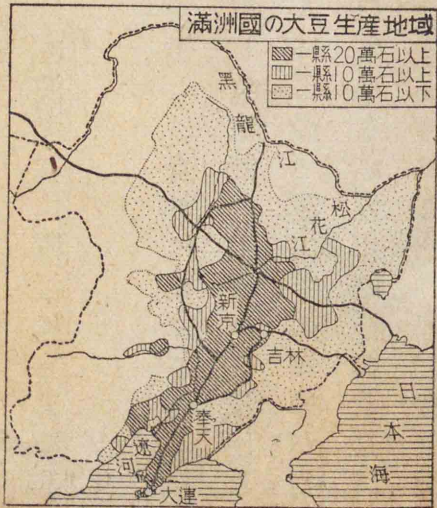 滿洲國の大豆生産地域
一縣20萬石以上
一縣10萬石以上
一縣10萬石以下
黑龍江
松花江
新京
吉林
奉天
遼河
大連
日本海